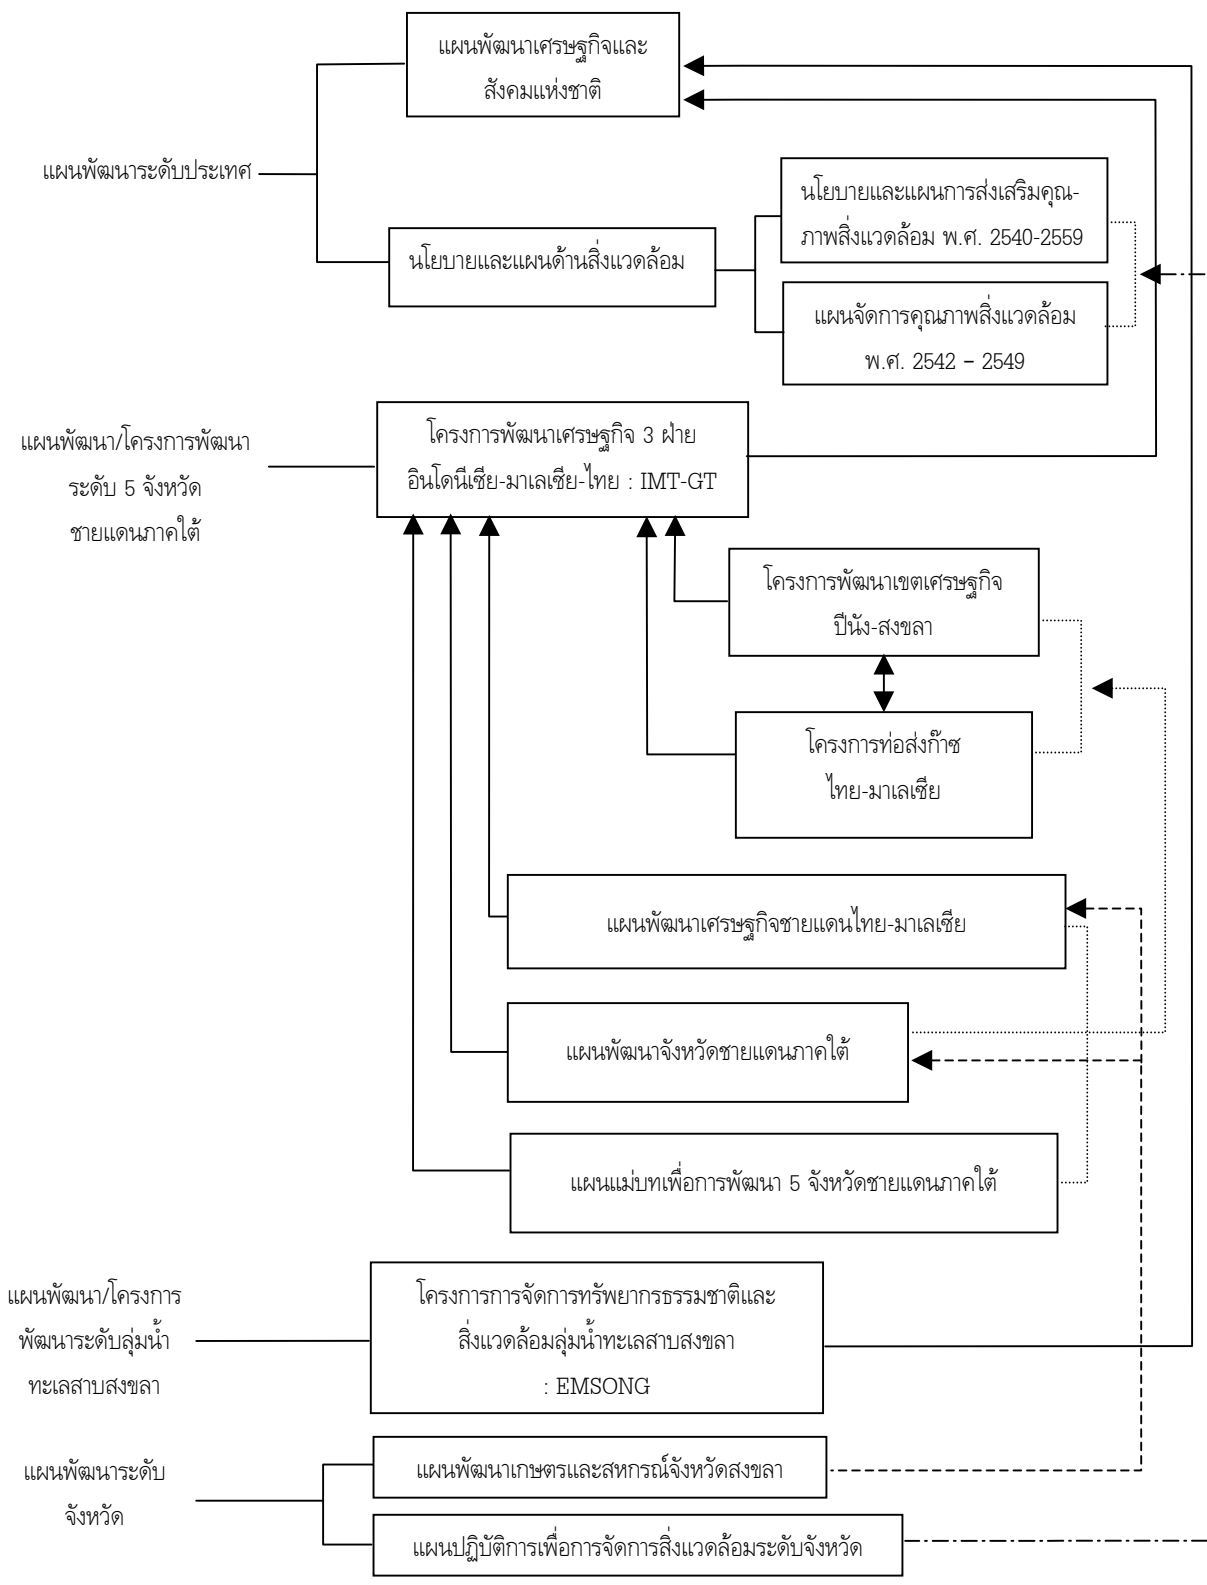 แผนพัฒนาเศรษฐกิจและ
สังคมแห่งชาติ
แผนพัฒนาระดับประเทศ
นโยบายและแผนการส่งเสริมคุณ-
ภาพสิ่งแวดล้อม พ.ศ. 2540-2559
นโยบายและแผนด้านสิ่งแวดล้อม
แผนจัดการคุณภาพสิ่งแวดล้อม
พ.ศ. 2542 – 2549
แผนพัฒนา/โครงการพัฒนา
ระดับ 5 จังหวัด
ชายแดนภาคใต้
โครงการพัฒนาเศรษฐกิจ 3 ฝ่าย
อินโดนีเซีย-มาเลเซีย-ไทย : IMT-GT
โครงการพัฒนาเขตเศรษฐกิจ
ปีนัง-สงขลา
โครงการท่อส่งก๊าซ
ไทย-มาเลเซีย
แผนพัฒนาเศรษฐกิจชายแดนไทย-มาเลเซีย
แผนพัฒนาจังหวัดชายแดนภาคใต้
แผนแม่บทเพื่อการพัฒนา 5 จังหวัดชายแดนภาคใต้
แผนพัฒนา/โครงการ
พัฒนาระดับลุ่มน้ำ
ทะเลสาบสงขลา
โครงการการจัดการทรัพยากรธรรมชาติและ
สิ่งแวดล้อมลุ่มน้ำทะเลสาบสงขลา
: EMSONG
แผนพัฒนาระดับ
จังหวัด
แผนพัฒนาเกษตรและสหกรณ์จังหวัดสงขลา
แผนปฏิบัติการเพื่อการจัดการสิ่งแวดล้อมระดับจังหวัด